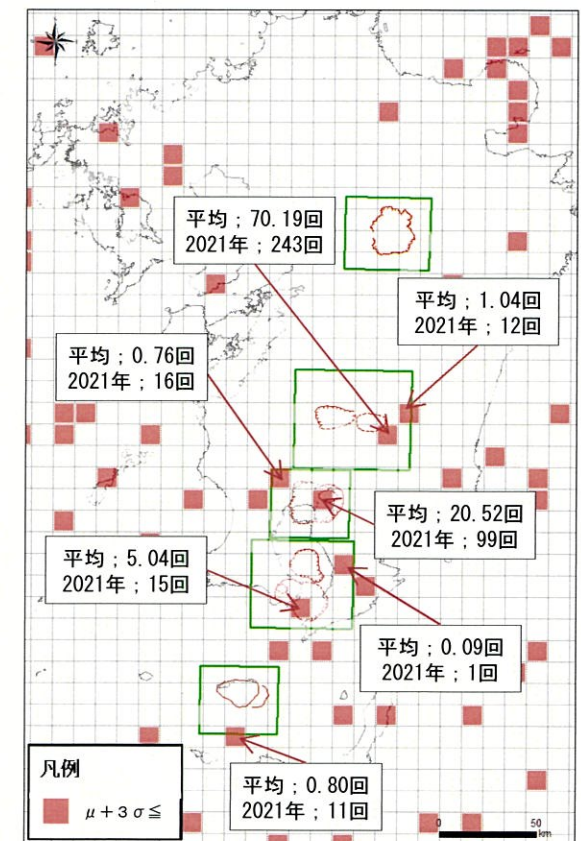 平均；70.19回
2021年；243回
平均；1.04回
2021年；12回
平均；0.76回
2021年；16回
平均；20.52回
2021年；99回
平均；5.04回
2021年；15回
平均；0.09回
2021年；1回
平均；0.80回
2021年；11回
凡例
μ＋3σ≦
0 50
km